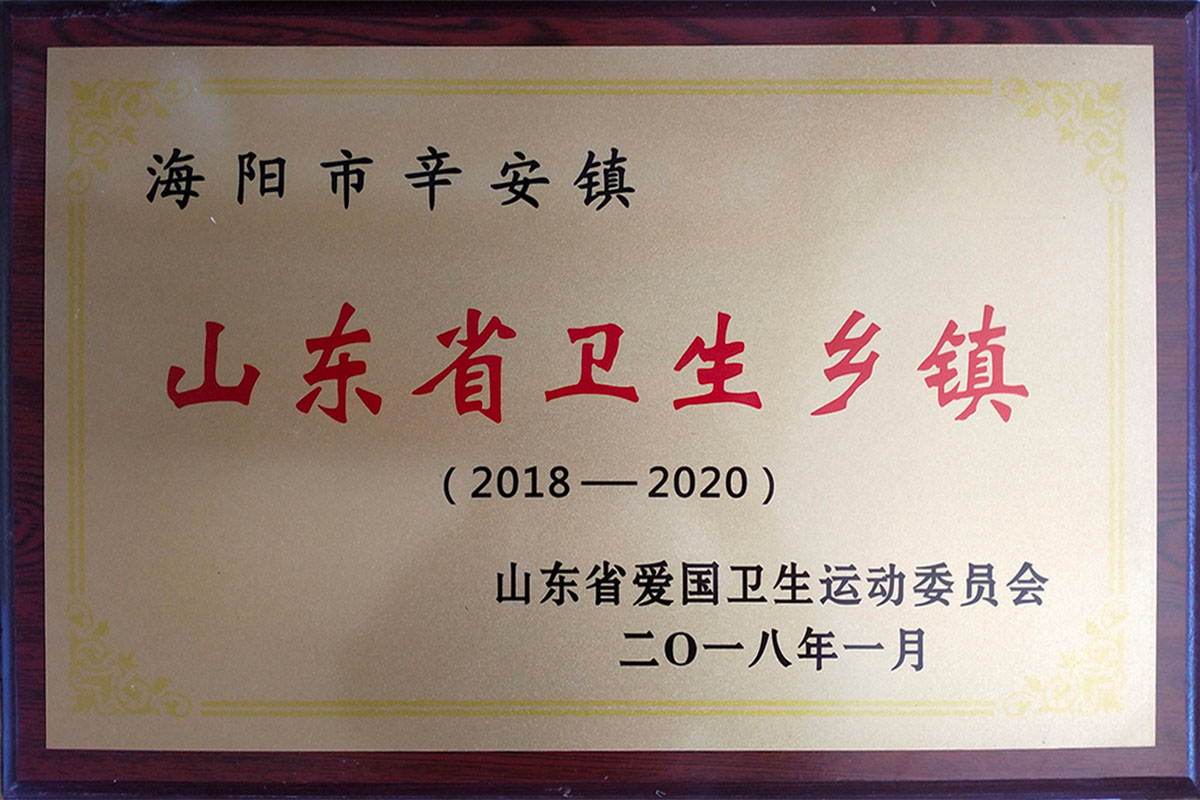 海阳市辛安镇
山东省卫生乡镇
（2018—2020）
山东省爱国卫生运动委员会
二〇一八年一月